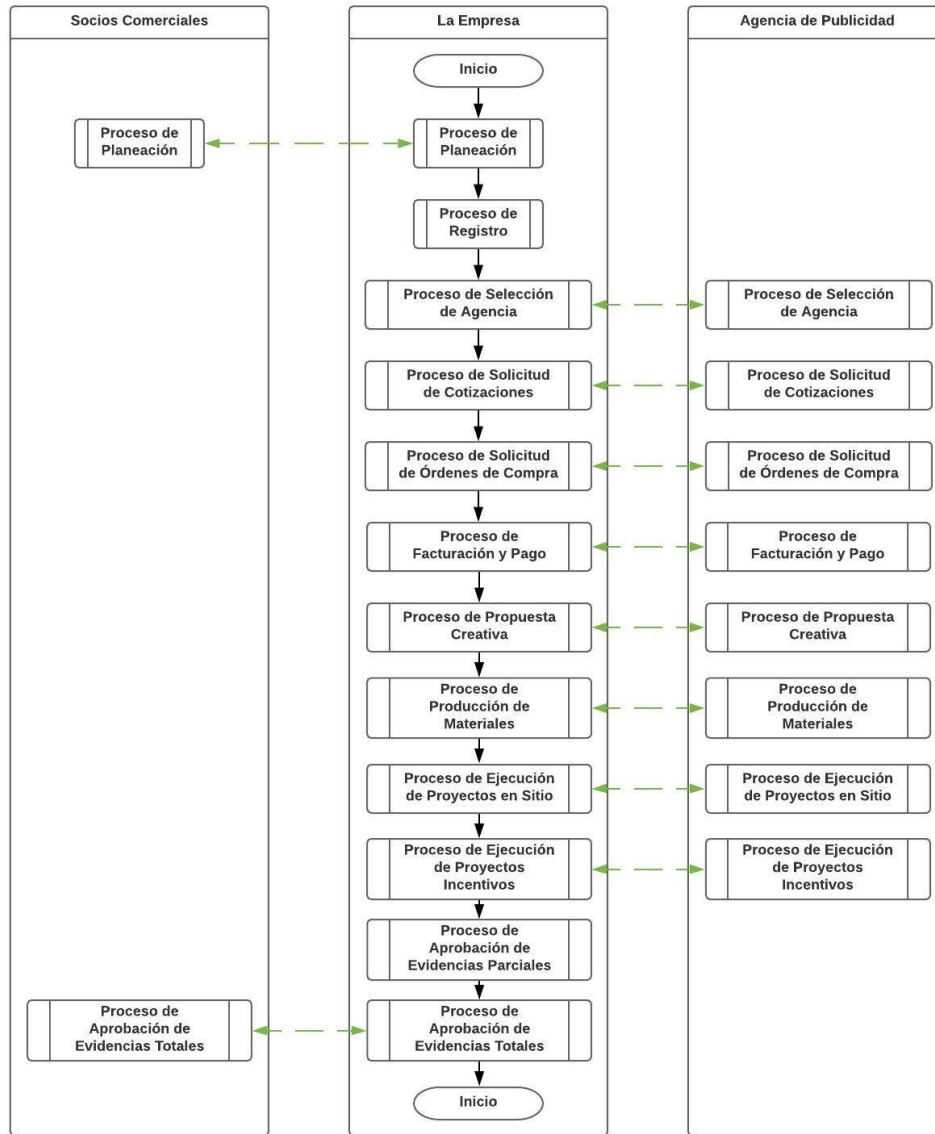 Socios Comerciales
La Empresa
Agencia de Publicidad
Inicio
Proceso de
Planeación
Proceso de
Planeación
Proceso de
Registro
Proceso de Selección
de Agencia
Proceso de Selección
de Agencia
Proceso de Solicitud
de Cotizaciones
Proceso de Solicitud
de Cotizaciones
Proceso de Solicitud
de Órdenes de Compra
Proceso de Solicitud
de Órdenes de Compra
Proceso de
Facturación y Pago
Proceso de
Facturación y Pago
Proceso de Propuesta
Creativa
Proceso de Propuesta
Creativa
Proceso de
Producción de
Materiales
Proceso de
Producción de
Materiales
Proceso de Ejecución
de Proyectos en Sitio
Proceso de Ejecución
de Proyectos en Sitio
Proceso de Ejecución
de Proyectos
Incentivos
Proceso de Ejecución
de Proyectos
Incentivos
Proceso de
Aprobación de
Evidencias Parciales
Proceso de
Aprobación de
Evidencias Totales
Proceso de
Aprobación de
Evidencias Totales
Inicio